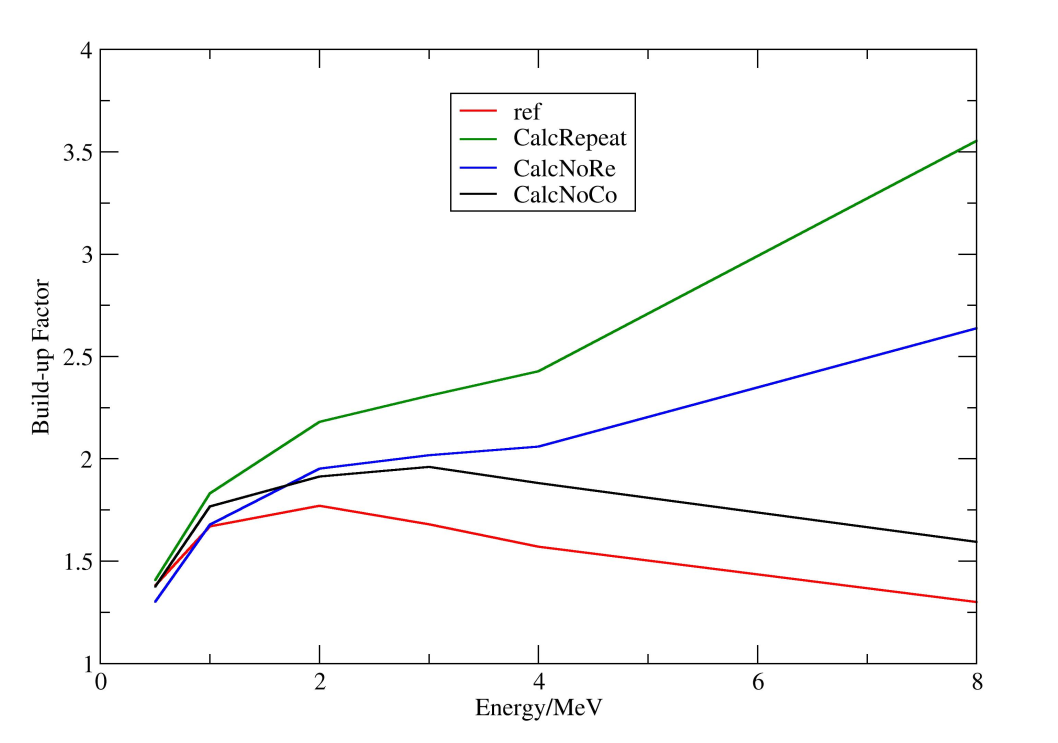 4
3.5
3
2.5
2
1.5
1
0
2
4
6
8
Build-up Factor
Energy/MeV
ref
CalcRepeat
CalcNoRe
CalcNoCo